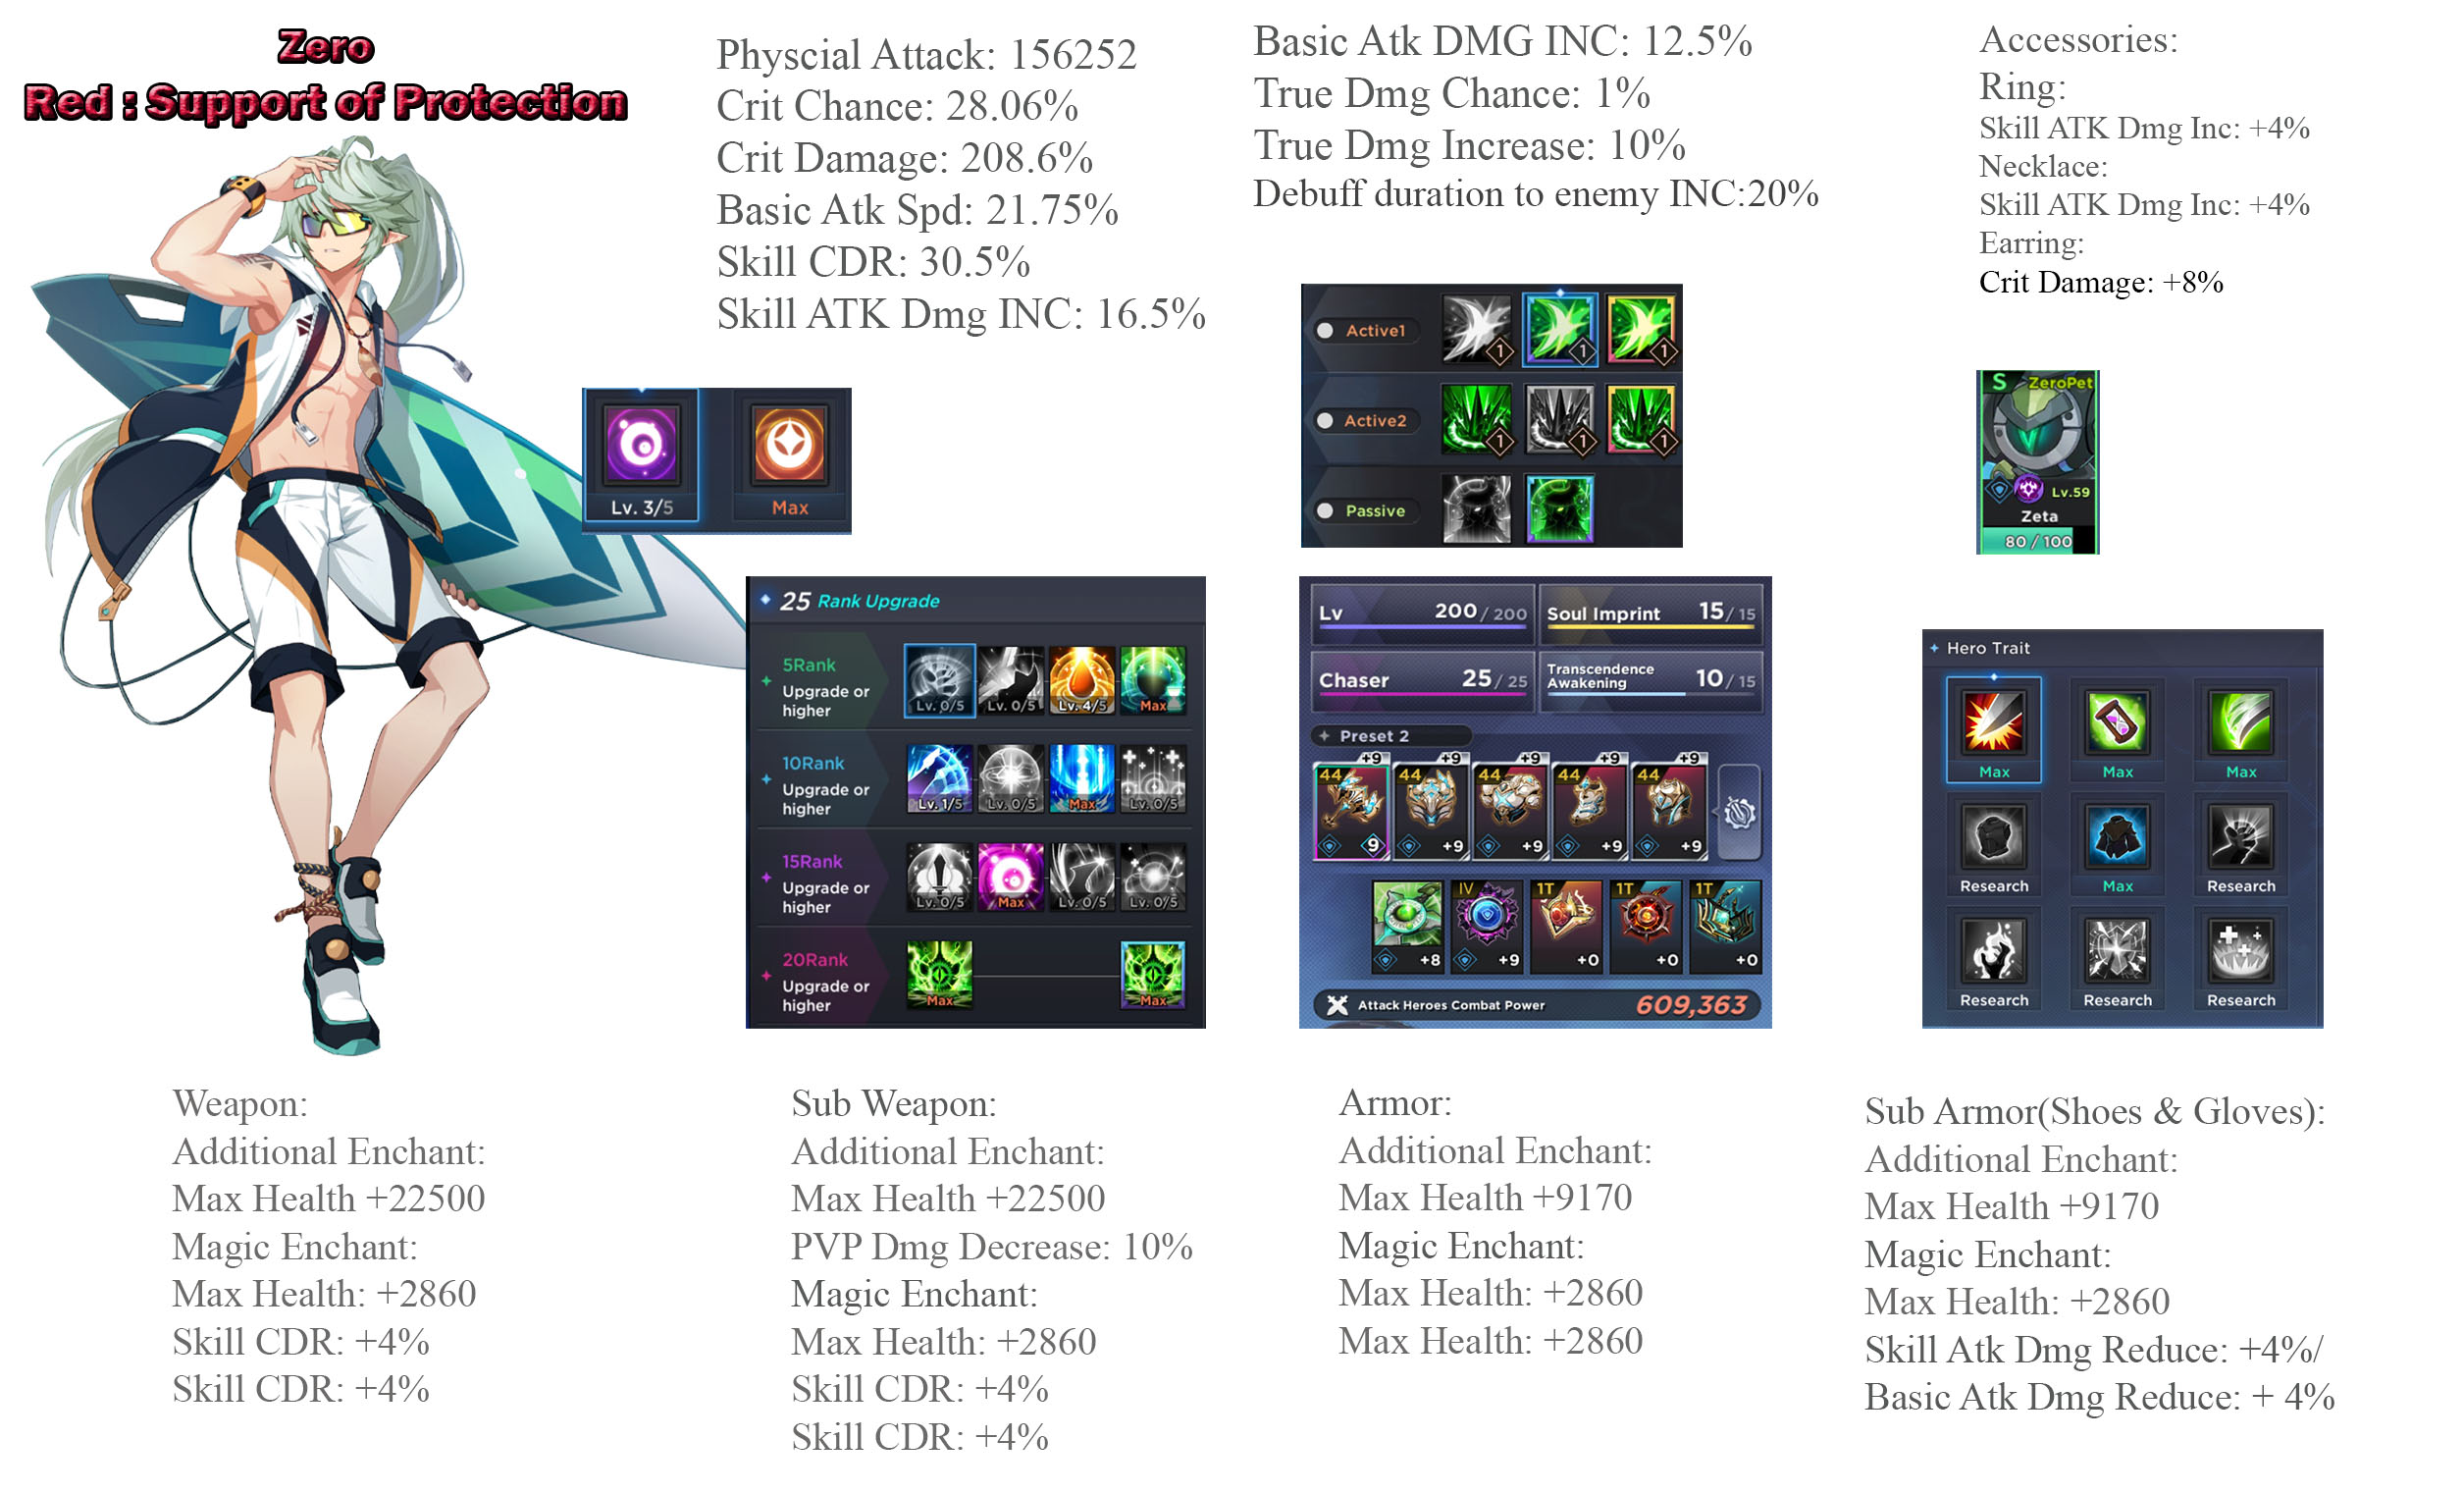 Zero
Red : Support of Protection
Physcial Attack: 156252
Crit Chance: 28.06%
Crit Damage: 208.6%
Basic Atk Spd: 21.75%
Skill CDR: 30.5%
Skill ATK Dmg INC: 16.5%
Basic Atk DMG INC: 12.5%
True Dmg Chance: 1%
True Dmg Increase: 10%
Debuff duration to enemy INC:20%
Accessories:
Ring:
Skill ATK Dmg Inc: +4%
Necklace:
Skill ATK Dmg Inc: +4%
Earring:
Crit Damage: +8%
Lv. 3/5 Max
Active1 1 1 1
Active2 1 1 1
Passive
S ZeroPet
Lv.59
Zeta
80 / 100
25 Rank Upgrade
5Rank
Upgrade or
higher
Lv. 0/5 Lv. 0/5 Lv. 4/5 Max
10Rank
Upgrade or
higher
Lv. 1/5 Lv. 0/5 Max Lv. 0/5
15Rank
Upgrade or
higher
Lv. 0/5 Max Lv. 0/5 Lv. 0/5
20Rank
Upgrade or
higher
Max Max
Lv 200 / 200 Soul Imprint 15 / 15
Chaser 25 / 25 Transcendence
Awakening 10 / 15
Preset 2
+9 +9 +9 +9 +9
44 44 44 44 44
9 +9 +9 +9 +9
IV 1T 1T 1T
+8 +9 +0 +0 +0
Attack Heroes Combat Power 609,363
Hero Trait
Max Max Max
Research Max Research
Research Research Research
Weapon:
Additional Enchant:
Max Health +22500
Magic Enchant:
Max Health: +2860
Skill CDR: +4%
Skill CDR: +4%
Sub Weapon:
Additional Enchant:
Max Health +22500
PVP Dmg Decrease: 10%
Magic Enchant:
Max Health: +2860
Skill CDR: +4%
Skill CDR: +4%
Armor:
Additional Enchant:
Max Health +9170
Magic Enchant:
Max Health: +2860
Max Health: +2860
Sub Armor(Shoes & Gloves):
Additional Enchant:
Max Health +9170
Magic Enchant:
Max Health: +2860
Skill Atk Dmg Reduce: +4%/
Basic Atk Dmg Reduce: + 4%